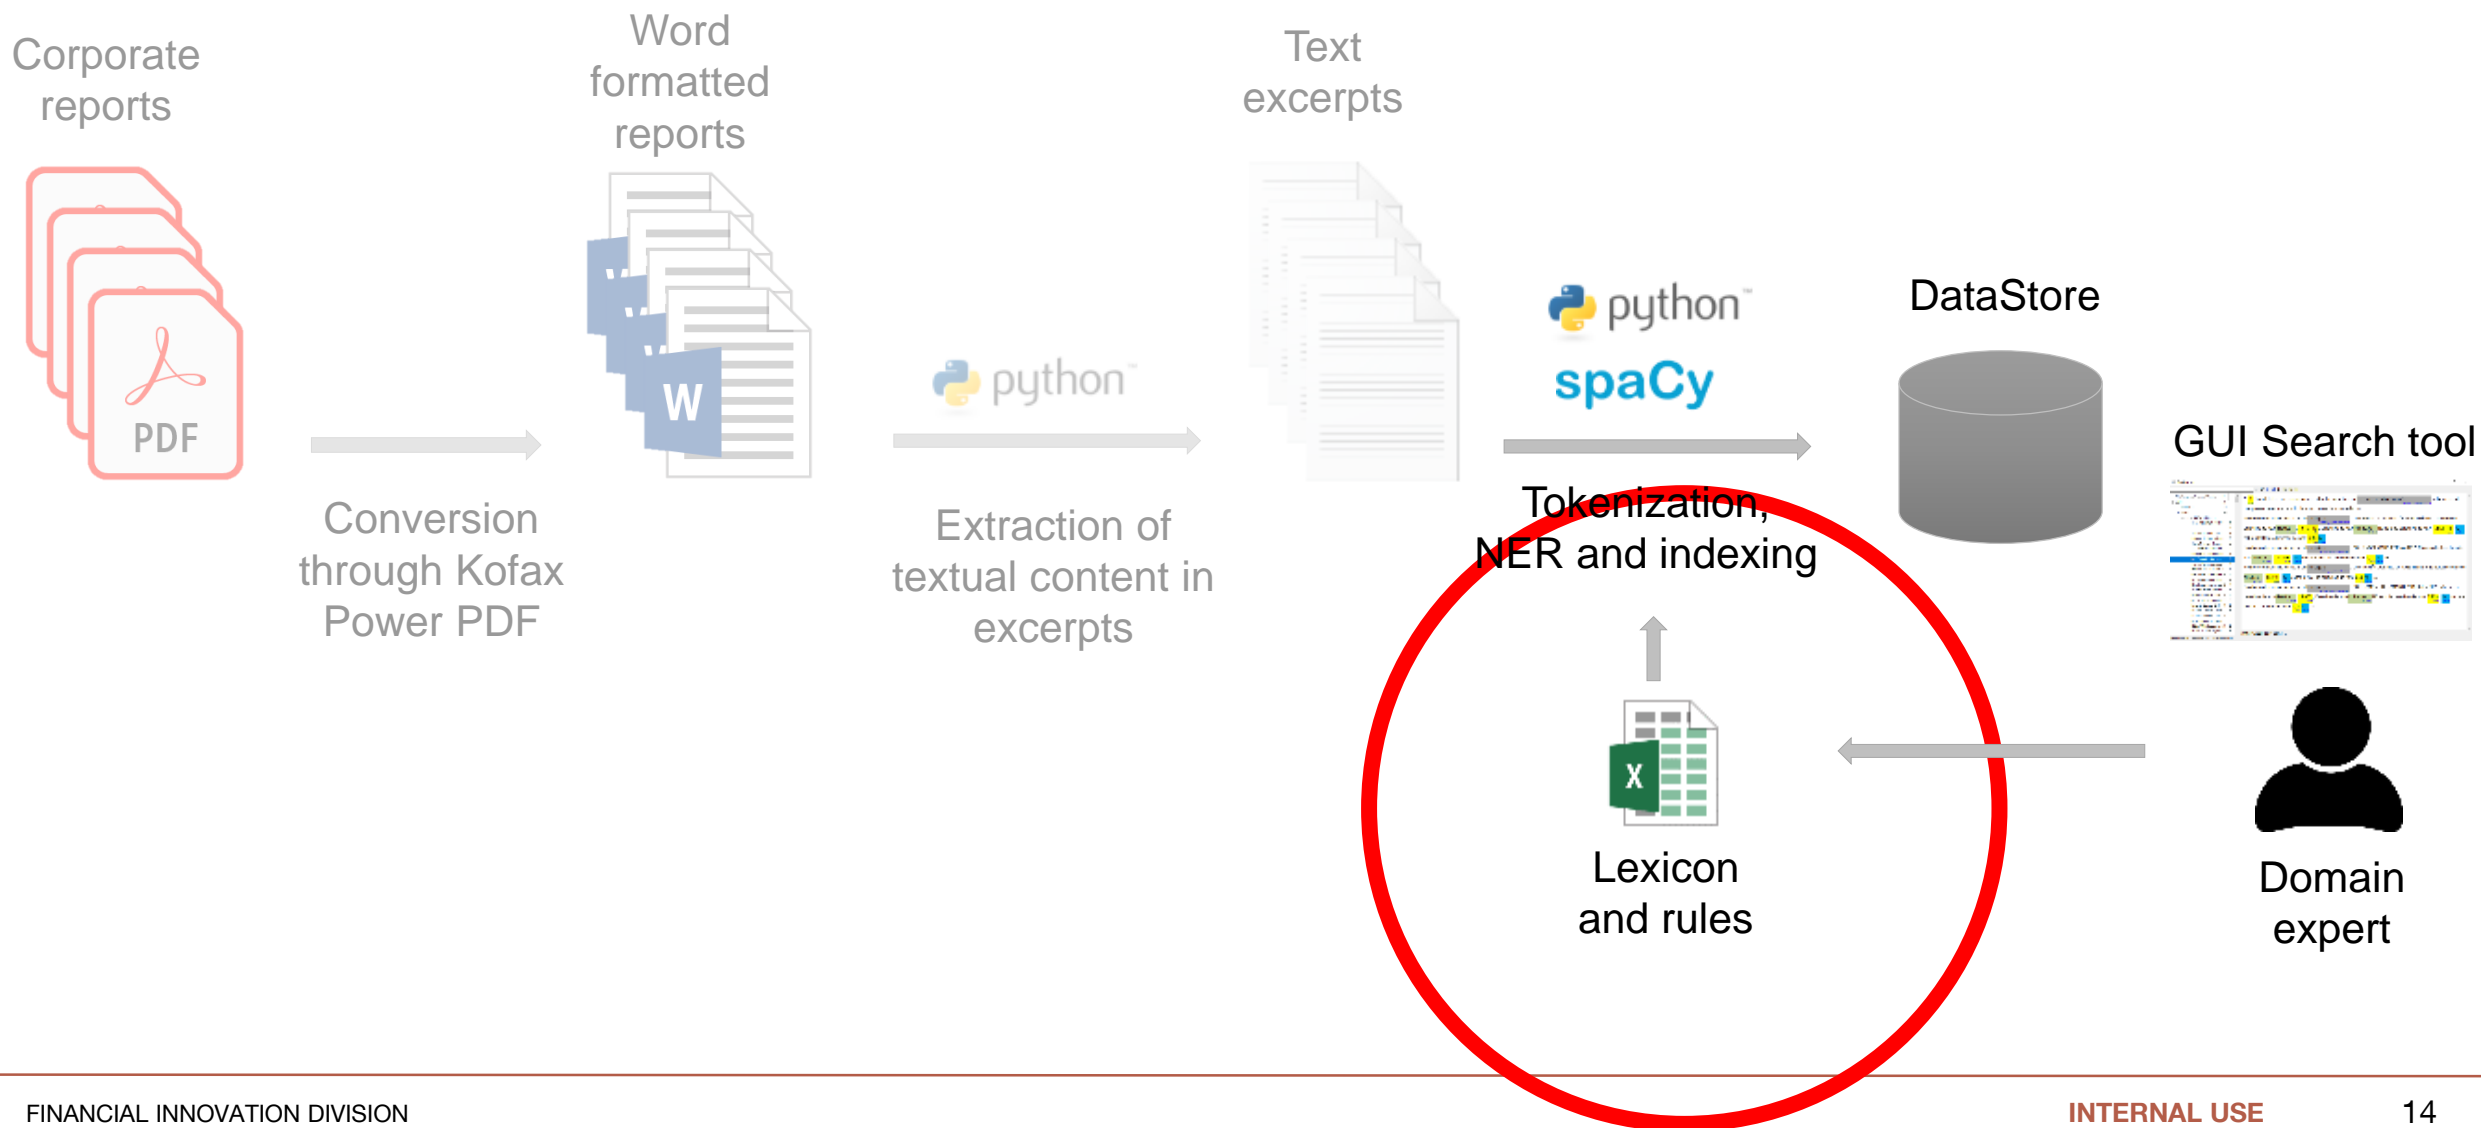 Corporate
reports
Word
formatted
reports
Text
excerpts
PDF
W
python™
python™
spaCy
DataStore
GUI Search tool
Conversion
through Kofax
Power PDF
Extraction of
textual content in
excerpts
Tokenization,
NER and indexing
X
Lexicon
and rules
Domain
expert
FINANCIAL INNOVATION DIVISION
INTERNAL USE
14